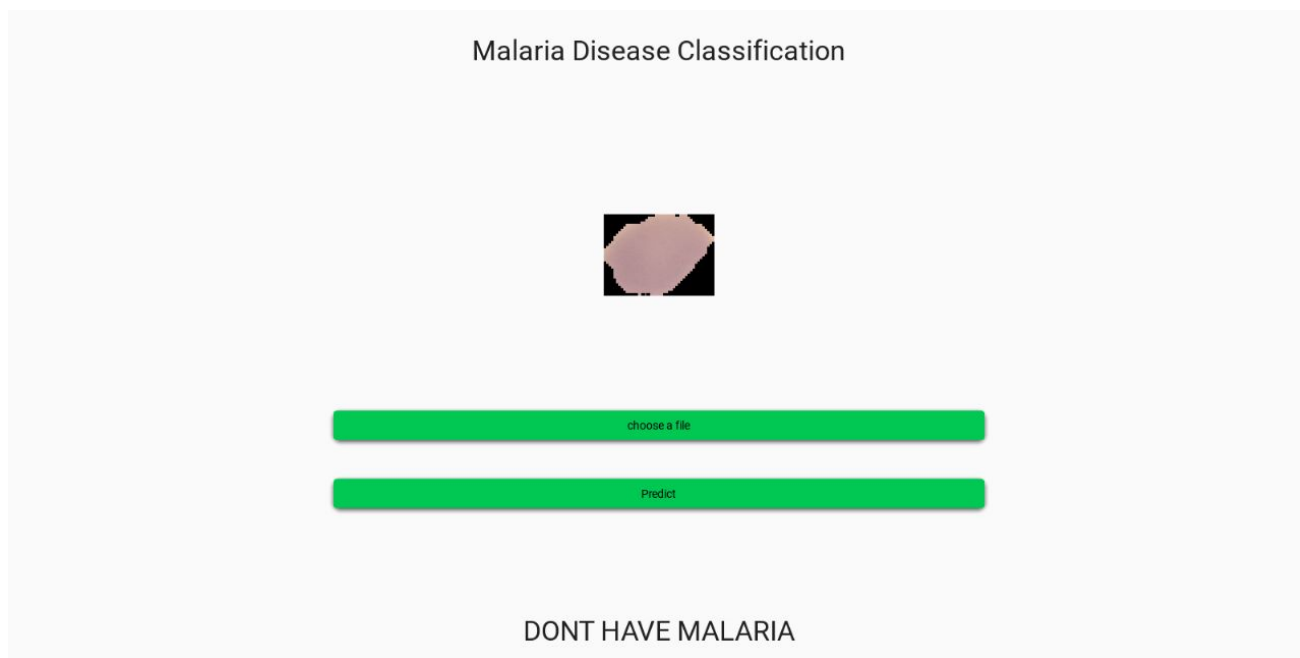 Malaria Disease Classification
choose a file
Predict
DONT HAVE MALARIA